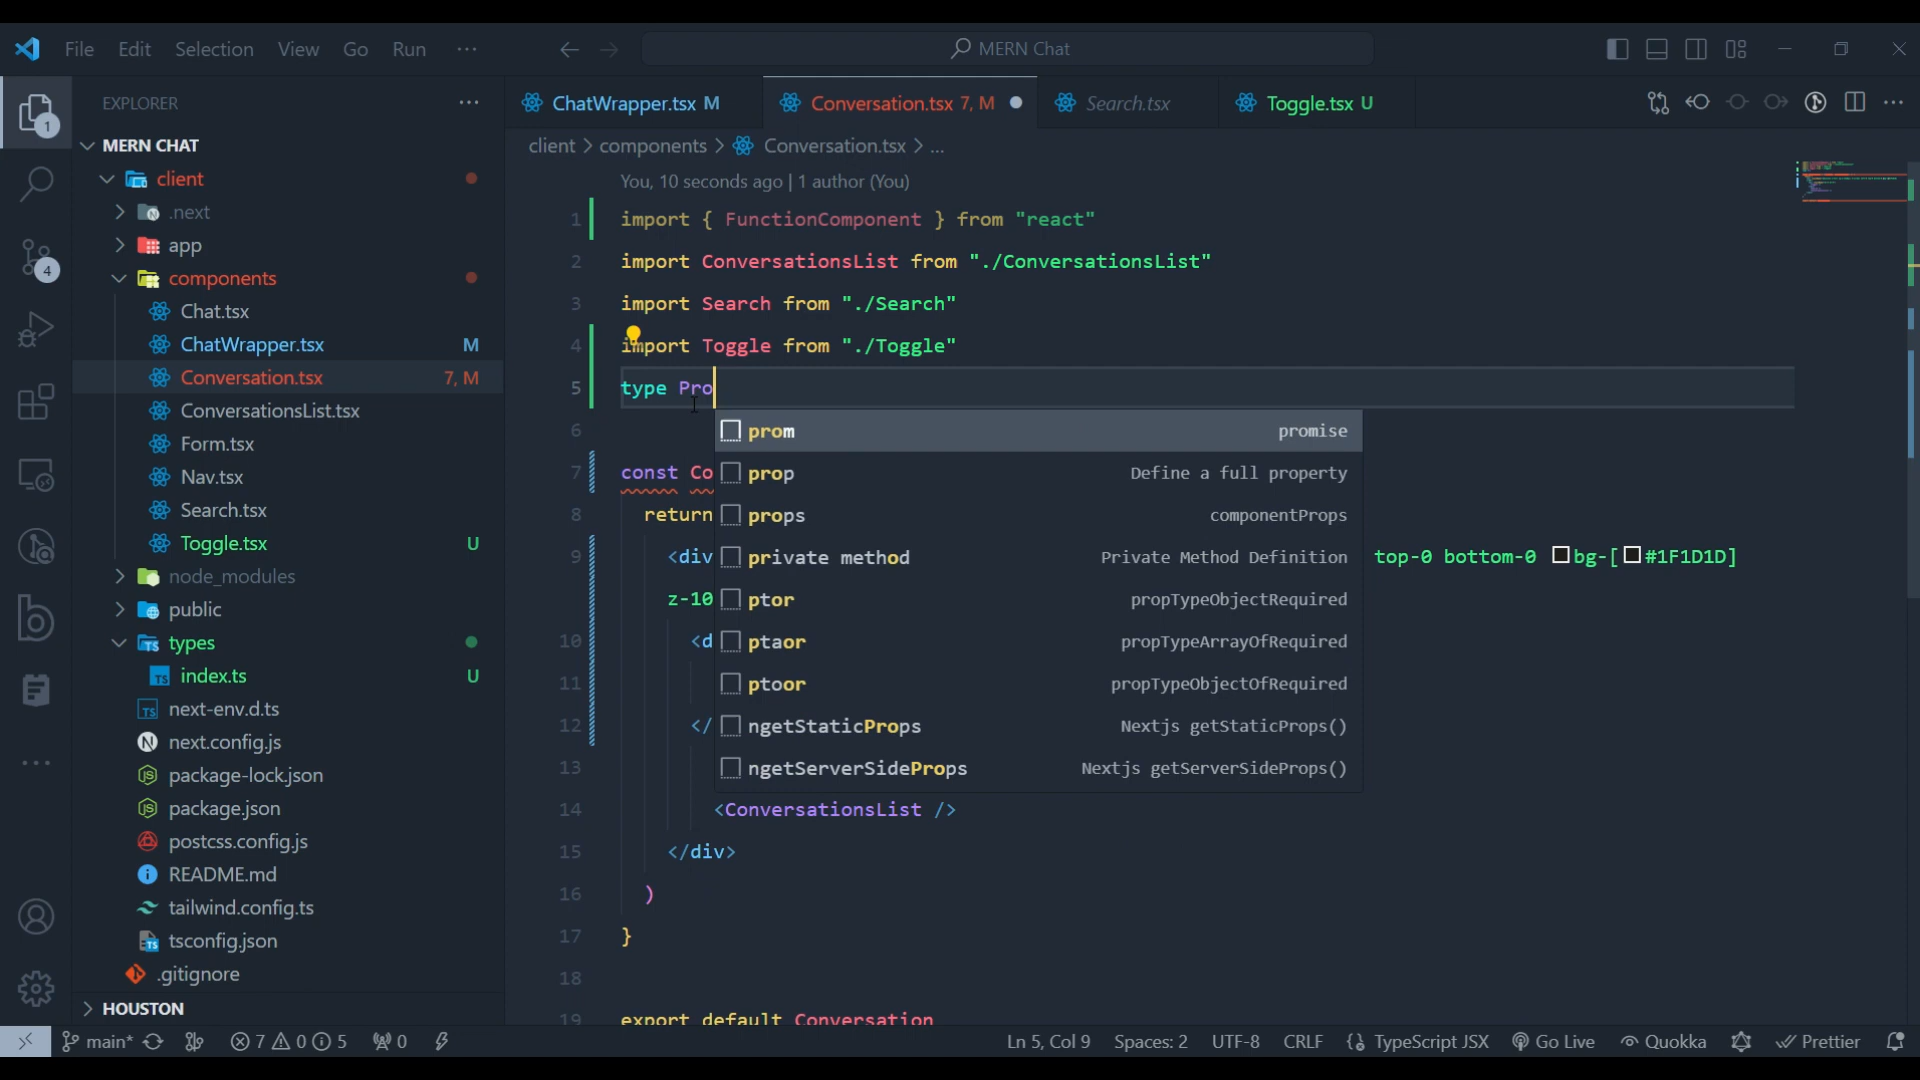 File Edit Selection View Go Run ···
MERN Chat
EXPLORER
1
4
MERN CHAT
client
.next
app
components
Chat.tsx
ChatWrapper.tsx M
Conversation.tsx 7, M
ConversationsList.tsx
Form.tsx
Nav.tsx
Search.tsx
Toggle.tsx U
node_modules
public
types
index.ts U
next-env.d.ts
next.config.js
package-lock.json
package.json
postcss.config.js
README.md
tailwind.config.ts
tsconfig.json
.gitignore
HOUSTON
ChatWrapper.tsx M Conversation.tsx 7, M Search.tsx Toggle.tsx U
client > components > Conversation.tsx > ...
You, 10 seconds ago | 1 author (You)
1 import { FunctionComponent } from "react"
2 import ConversationsList from "./ConversationsList"
3 import Search from "./Search"
4 import Toggle from "./Toggle"
5 type Pro
6
prom promise
7 const Co
prop Define a full property
8 return
props componentProps
9 <div
private method Private Method Definition
top-0 bottom-0 bg-[#1F1D1D]
z-10
ptor propTypeObjectRequired
10 <d
ptaor propTypeArrayOfRequired
11
ptoor propTypeObjectOfRequired
12 </
ngetStaticProps Nextjs getStaticProps()
13
ngetServerSideProps Nextjs getServerSideProps()
14 <ConversationsList />
15 </div>
16 )
17 }
18
19 export default Conversation
main* 7 0 5 0 Ln 5, Col 9 Spaces: 2 UTF-8 CRLF {} TypeScript JSX Go Live Quokka Prettier